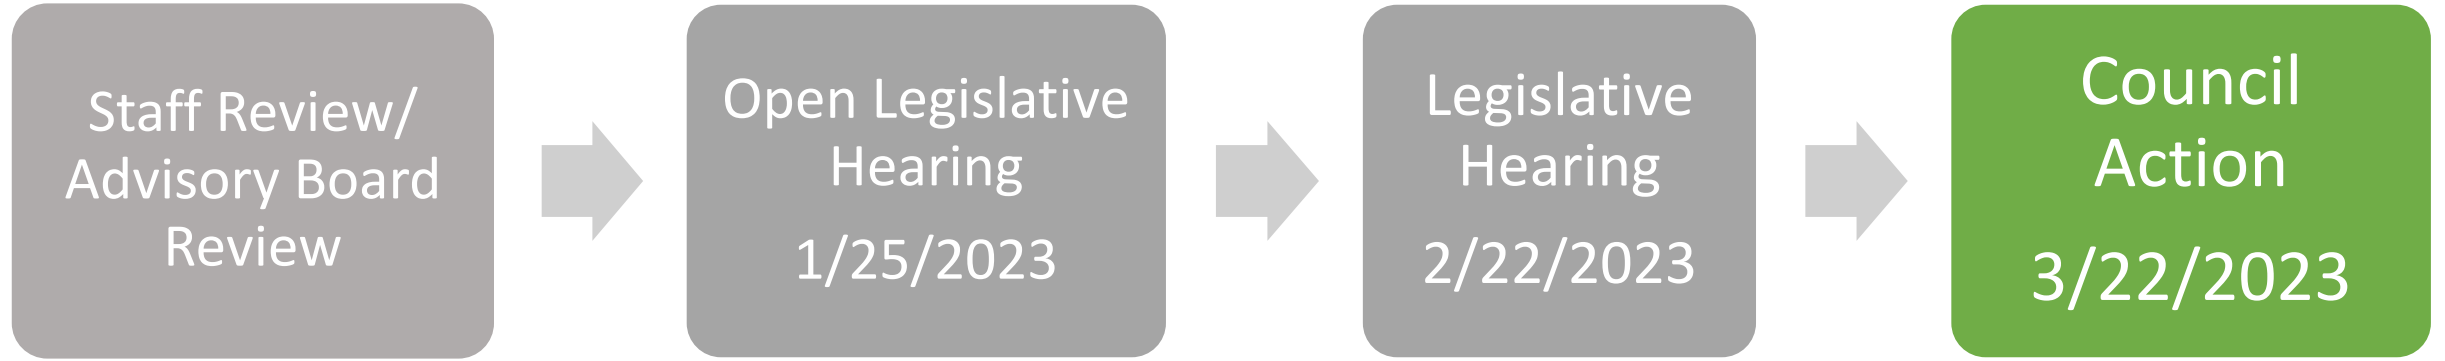 Staff Review/
Advisory Board
Review
Open Legislative
Hearing
1/25/2023
Legislative
Hearing
2/22/2023
Council
Action
3/22/2023